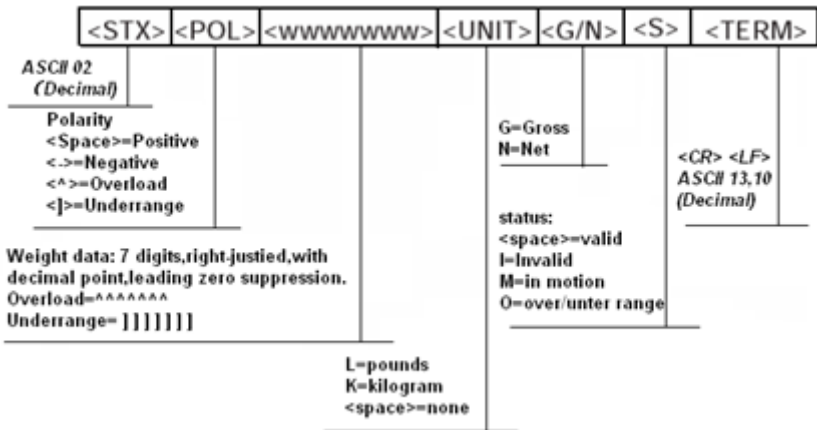 <STX> <POL> <wwwwwww> <UNIT> <G/N> <S> <TERM>
ASCII 02
(Decimal)
Polarity
<Space>=Positive
<->=Negative
<^>=Overload
<]>=Underrange
G=Gross
N=Net
<CR> <LF>
ASCII 13,10
(Decimal)
status:
<space>=valid
I=Invalid
M=in motion
O=over/unter range
Weight data: 7 digits,right-justied,with
decimal point,leading zero suppression.
Overload=^^^^^^^
Underrange= ] ] ] ] ] ] ]
L=pounds
K=kilogram
<space>=none